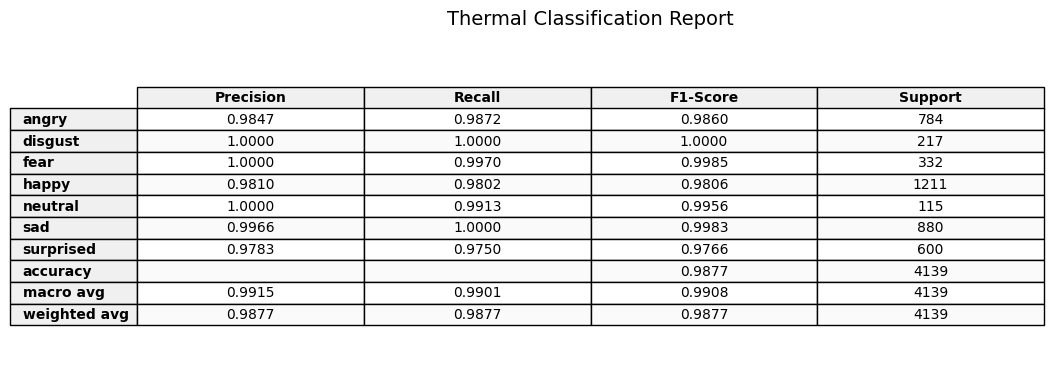 Thermal Classification Report
Precision Recall F1-Score Support
angry 0.9847 0.9872 0.9860 784
disgust 1.0000 1.0000 1.0000 217
fear 1.0000 0.9970 0.9985 332
happy 0.9810 0.9802 0.9806 1211
neutral 1.0000 0.9913 0.9956 115
sad 0.9966 1.0000 0.9983 880
surprised 0.9783 0.9750 0.9766 600
accuracy 0.9877 4139
macro avg 0.9915 0.9901 0.9908 4139
weighted avg 0.9877 0.9877 0.9877 4139